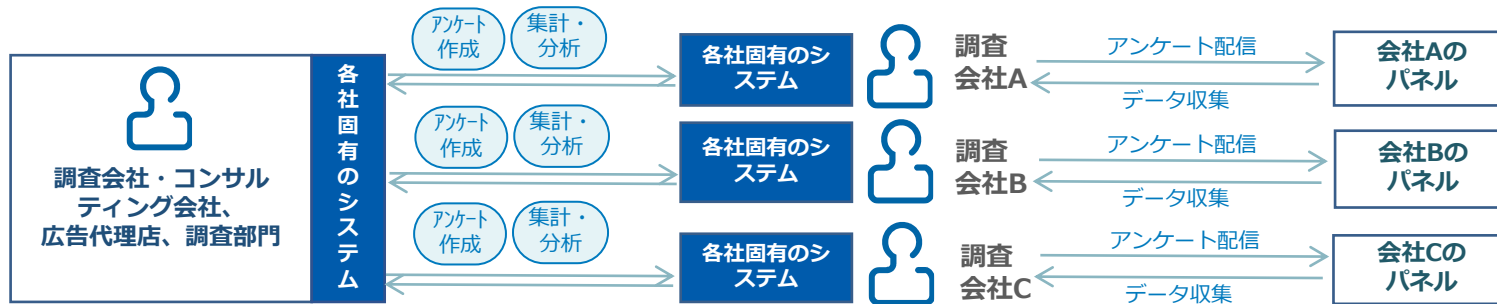 調査会社・コンサル
ティング会社、
広告代理店、調査部門
各社固有のシステム
アンケート
作成
集計・
分析
各社固有のシ
ステム
調査
会社A
アンケート配信
データ収集
会社Aの
パネル
アンケート
作成
集計・
分析
各社固有のシ
ステム
調査
会社B
アンケート配信
データ収集
会社Bの
パネル
アンケート
作成
集計・
分析
各社固有のシ
ステム
調査
会社C
アンケート配信
データ収集
会社Cの
パネル